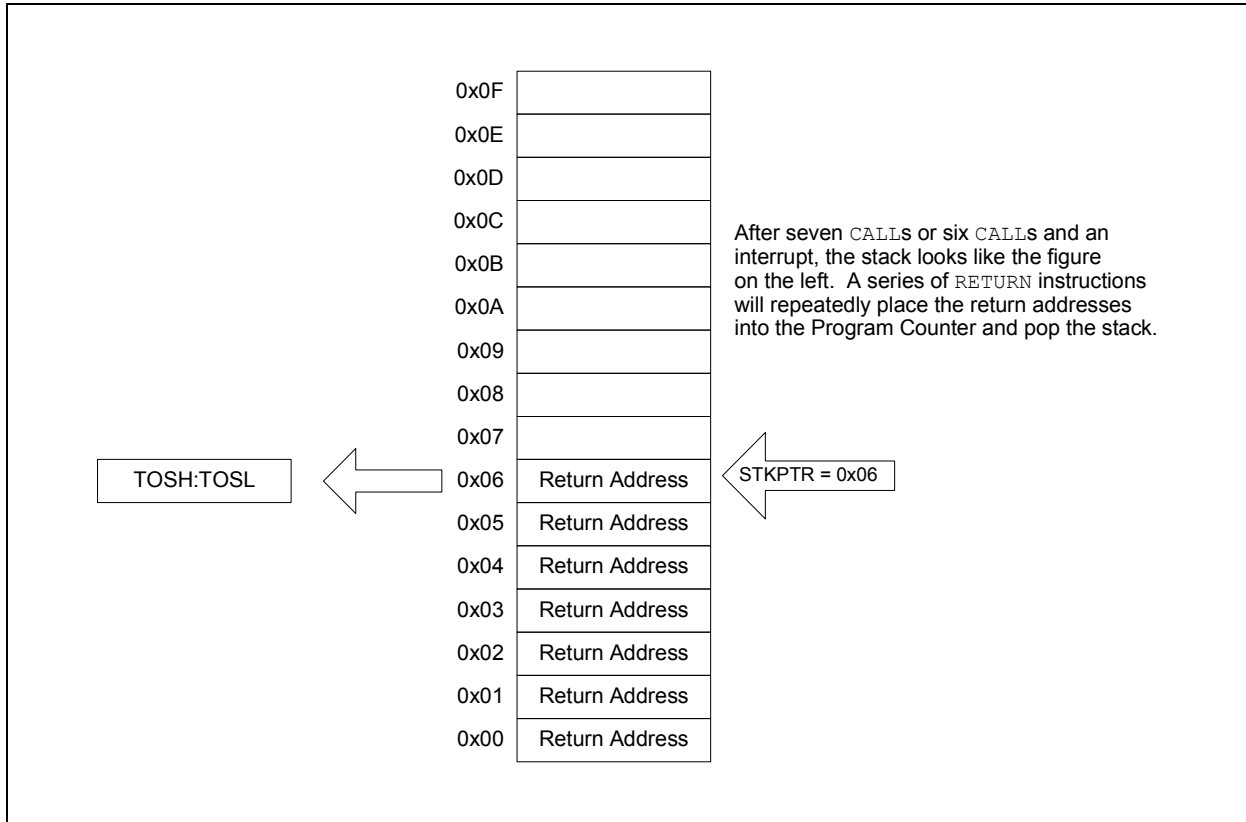 0x0F
0x0E
0x0D
0x0C
0x0B
0x0A
0x09
0x08
0x07
After seven CALLs or six CALLs and an
interrupt, the stack looks like the figure
on the left. A series of RETURN instructions
will repeatedly place the return addresses
into the Program Counter and pop the stack.
TOSH:TOSL
0x06 Return Address
STKPTR = 0x06
0x05 Return Address
0x04 Return Address
0x03 Return Address
0x02 Return Address
0x01 Return Address
0x00 Return Address